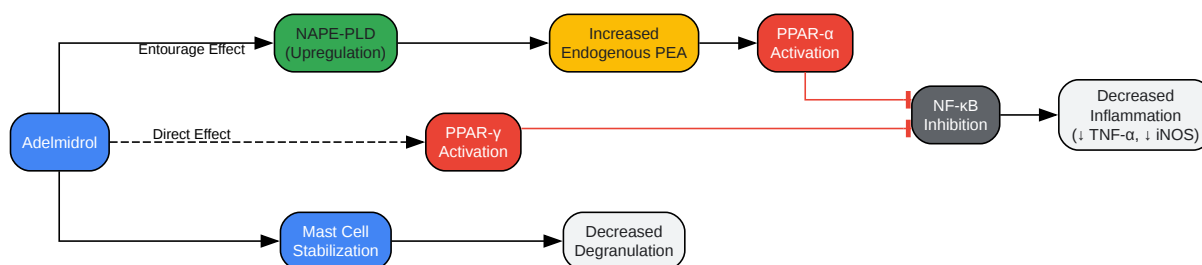 NAPE-PLD
(Upregulation)
Increased
Endogenous PEA
PPAR-α
Activation
Entourage Effect
NF-κB
Inhibition
Decreased
Inflammation
(↓ TNF-α, ↓ iNOS)
Adelmidrol
Direct Effect
PPAR-γ
Activation
Mast Cell
Stabilization
Decreased
Degranulation